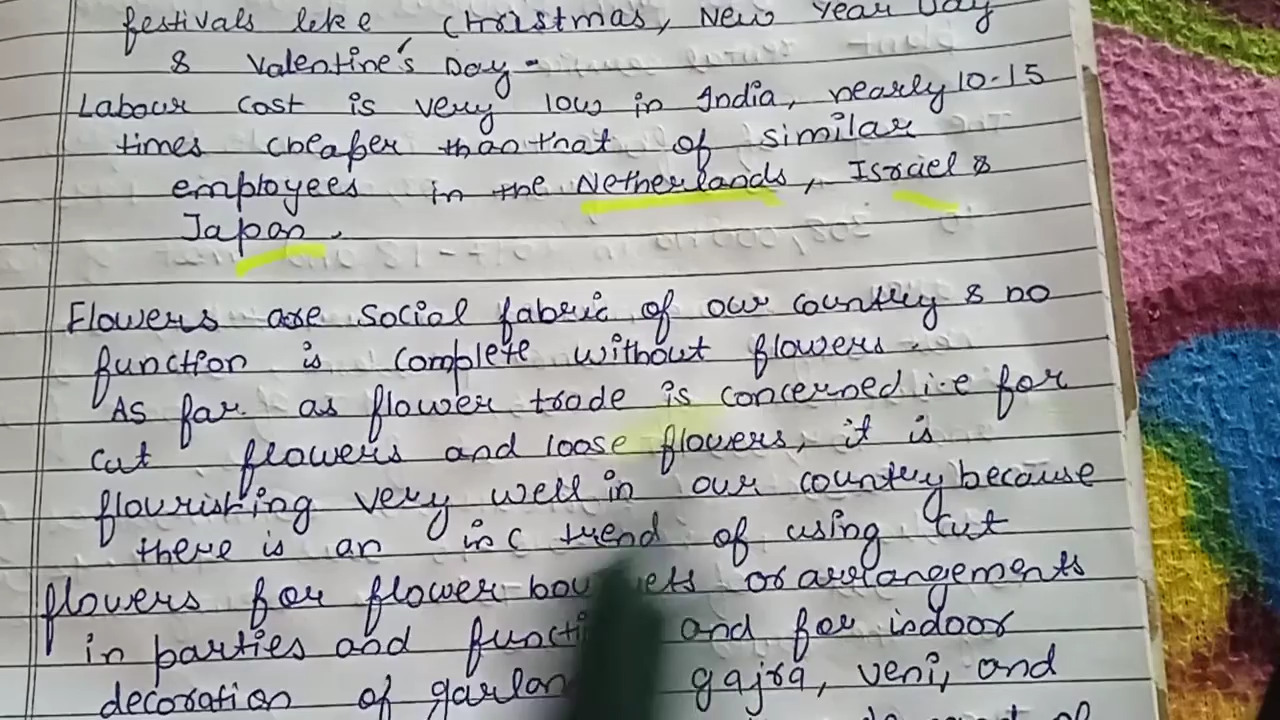 festivals like Christmas, New Year Day
& Valentine's Day -
Labour cost is very low in India, nearly 10-15
times cheaper than that of similar
employees in the Netherlands, Israel &
Japan.
Flowers are social fabric of our country & no
function is complete without flowers.
As far as flower trade is concerned i.e for
cut flowers and loose flowers, it is
flourishing very well in our country because
there is an inc trend of using cut
flowers for flower-bouquets or arrangements
in parties and functi and for indoor
decoration of garlan gajra, veni, and
of